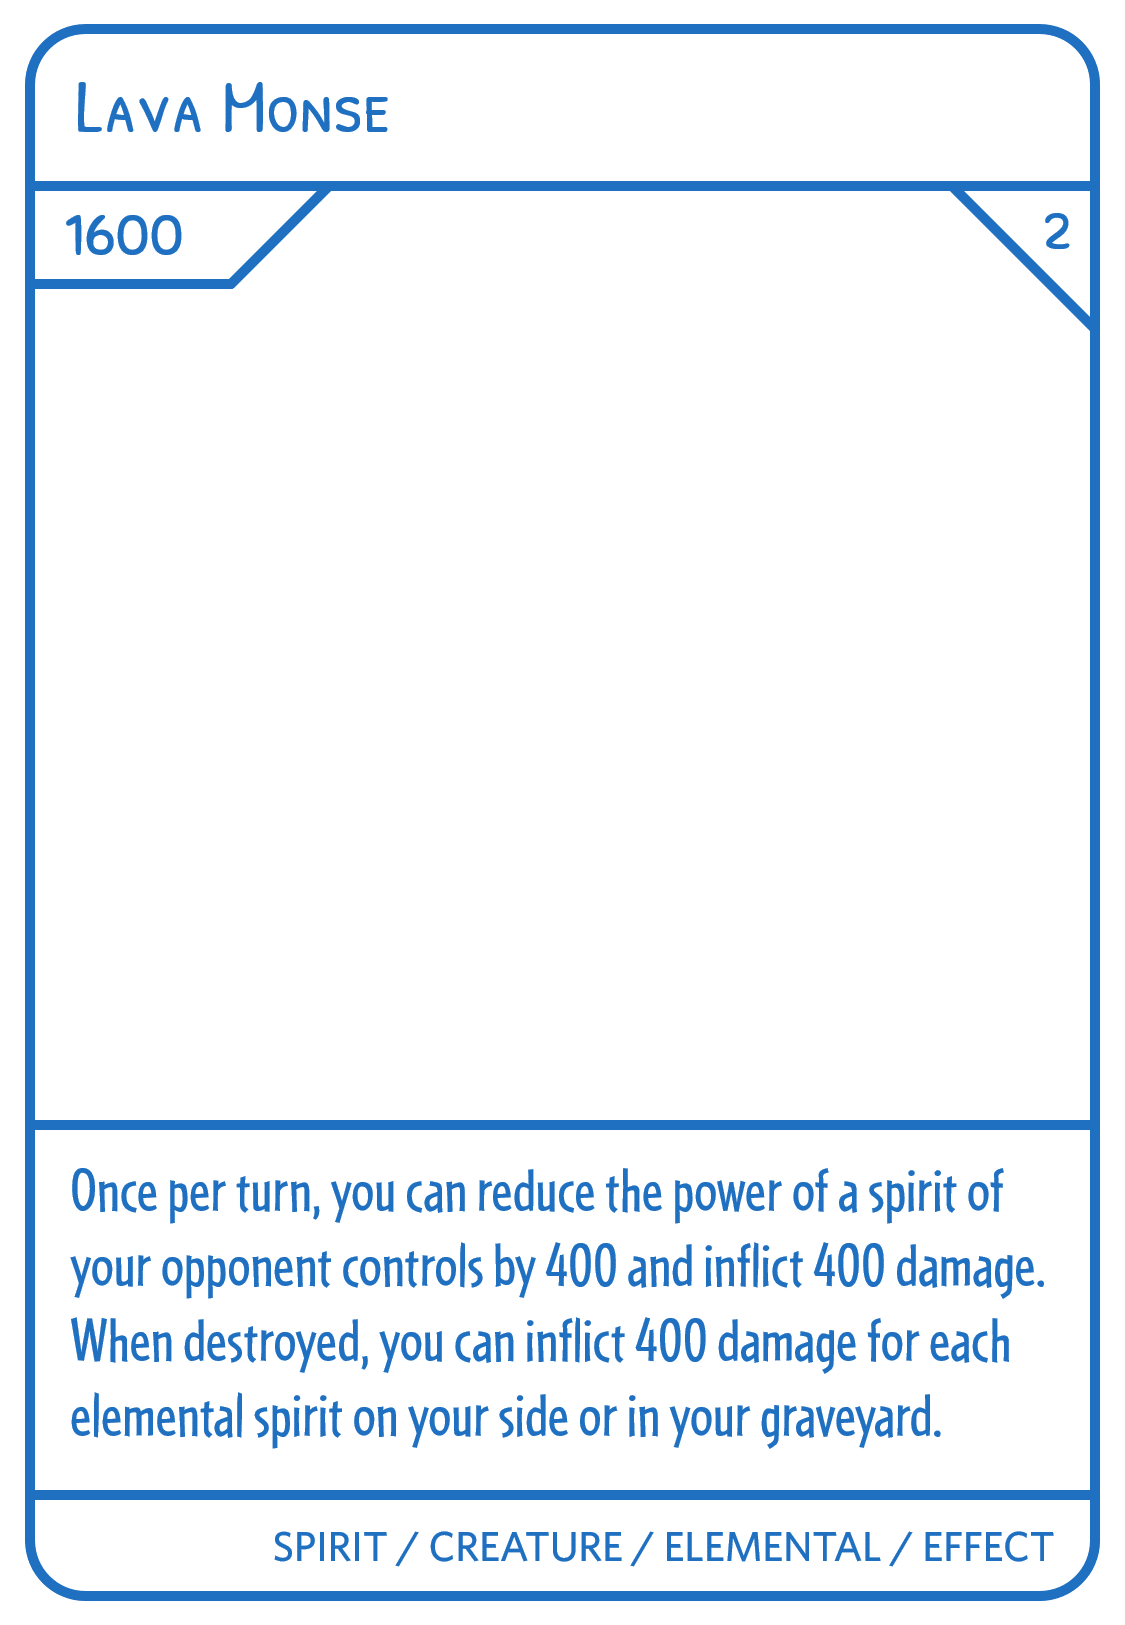 Lava Monse
1600
2
Once per turn, you can reduce the power of a spirit of
your opponent controls by 400 and inflict 400 damage.
When destroyed, you can inflict 400 damage for each
elemental spirit on your side or in your graveyard.
SPIRIT / CREATURE / ELEMENTAL / EFFECT